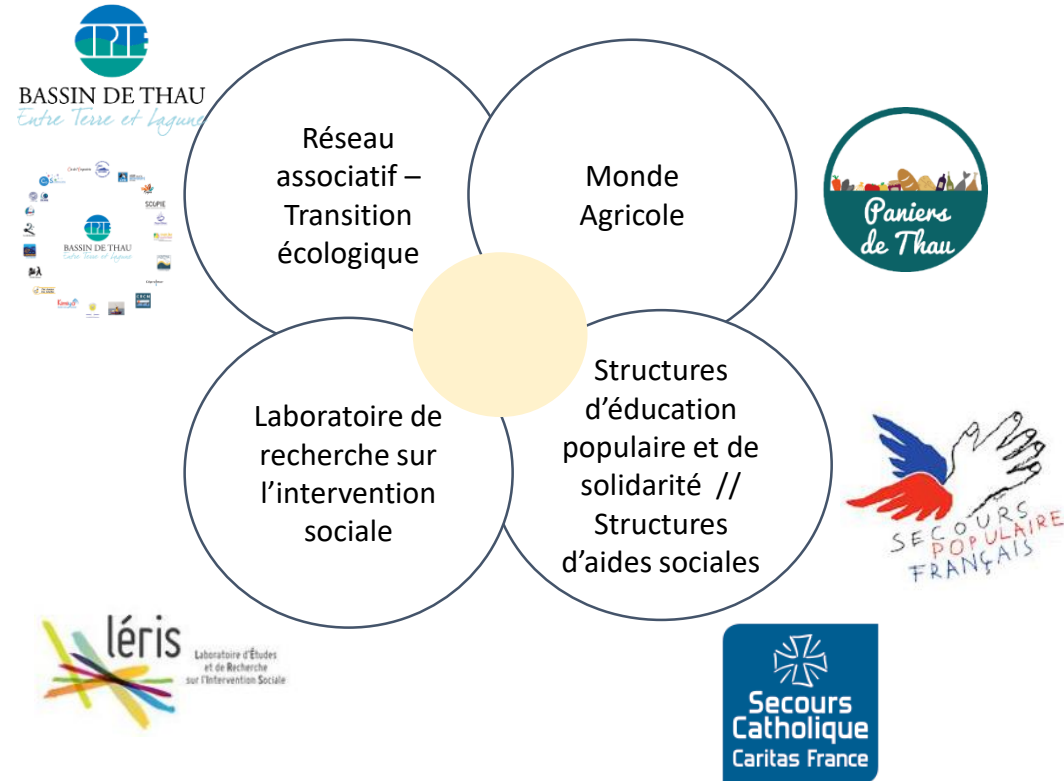 CPIE
BASSIN DE THAU
Entre Terre et Lagune
Réseau
associatif –
Transition
écologique
Monde
Agricole
Paniers
de Thau
SCOPIE
CPIE
BASSIN DE THAU
Entre Terre et Lagune
Laboratoire de
recherche sur
l’intervention
sociale
Structures
d’éducation
populaire et de
solidarité //
Structures
d’aides sociales
SECOURS
POPULAIRE
FRANÇAIS
léris
Laboratoire d'Études
et de Recherche
sur l'Intervention Sociale
Secours
Catholique
Caritas France